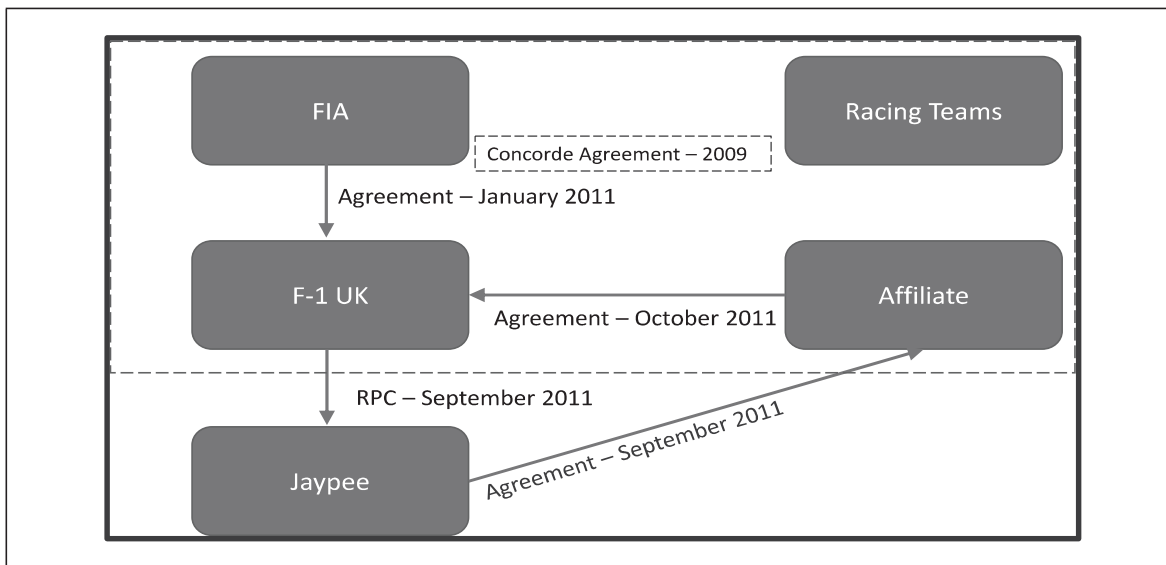 FIA
Racing Teams
Concorde Agreement – 2009
Agreement – January 2011
F-1 UK
Affiliate
Agreement – October 2011
RPC – September 2011
Agreement – September 2011
Jaypee